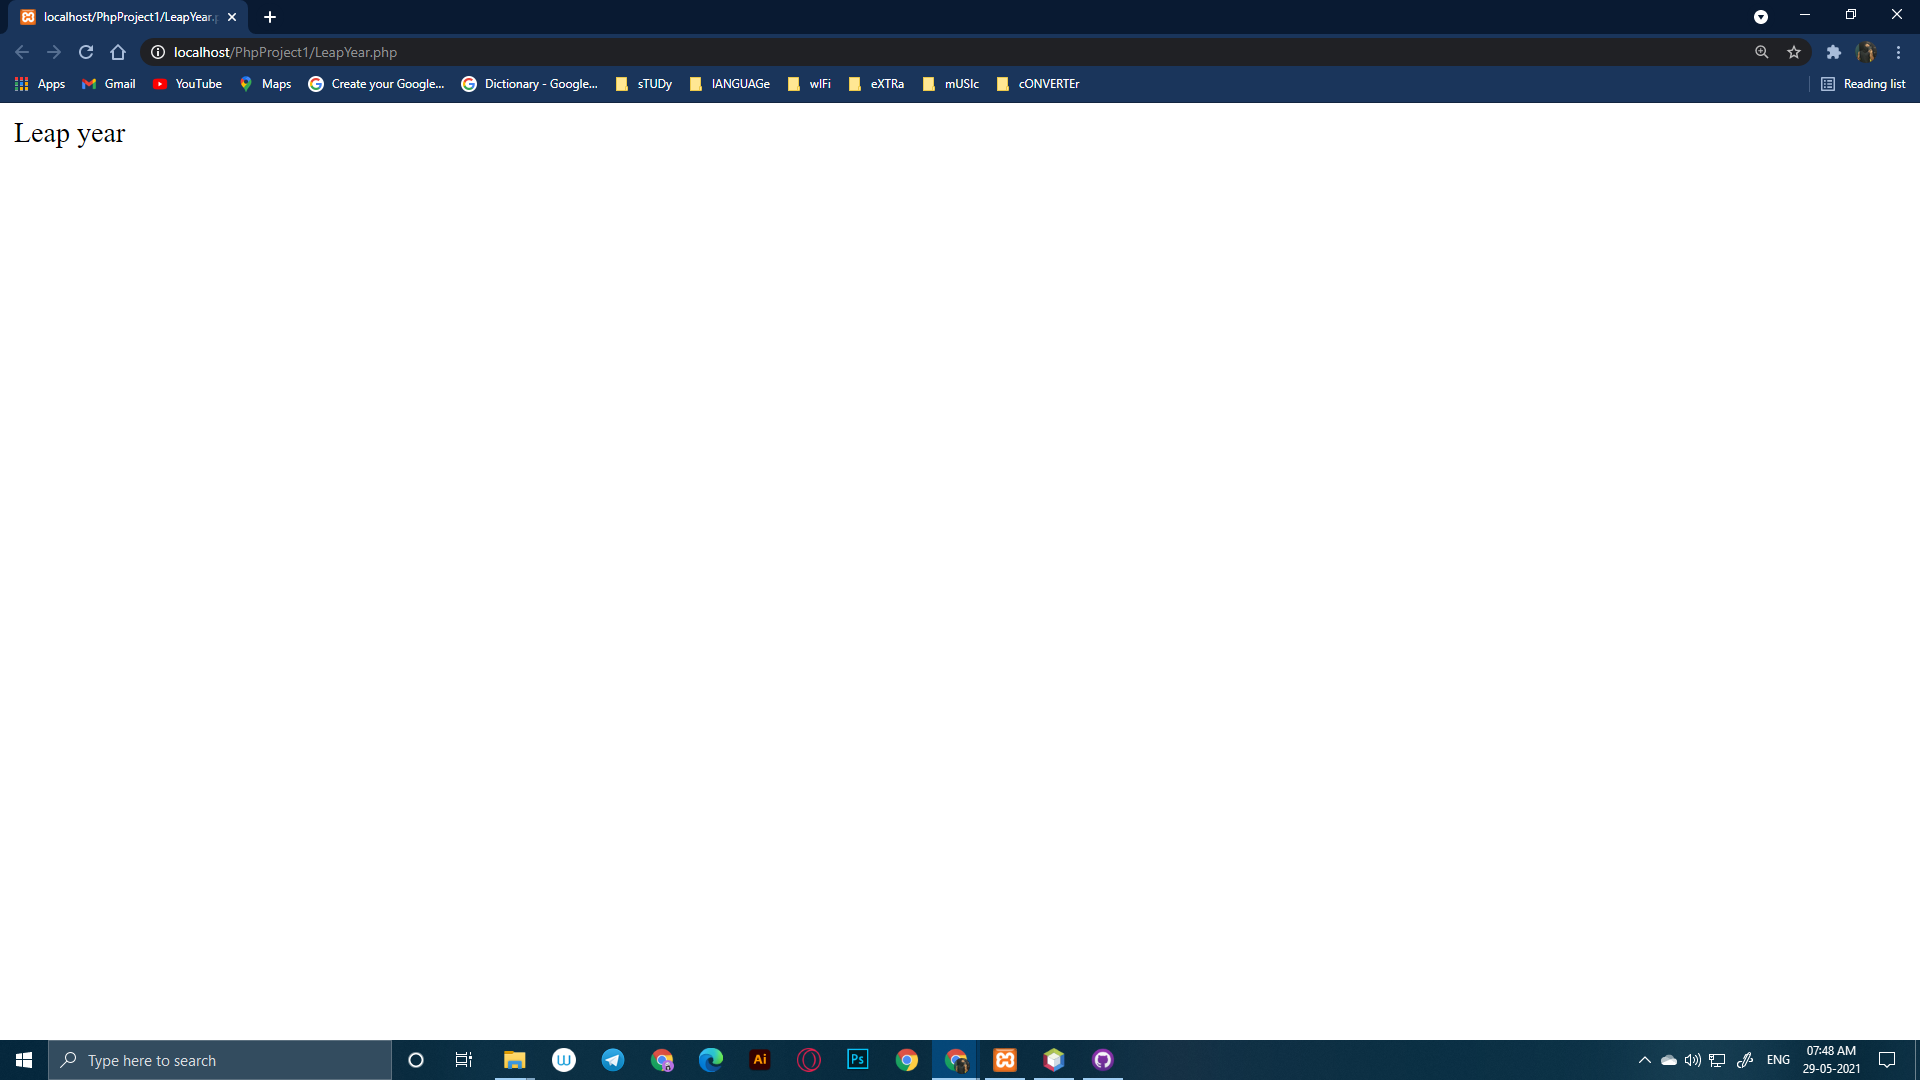 localhost/PhpProject1/LeapYear.p
localhost/PhpProject1/LeapYear.php
Apps Gmail YouTube Maps Create your Google... Dictionary - Google... sTUDy lANGUAGe wIFi eXTRa mUSIc cONVERTEr Reading list
Leap year
Type here to search
W
Ai
Ps
ENG
07:48 AM
29-05-2021